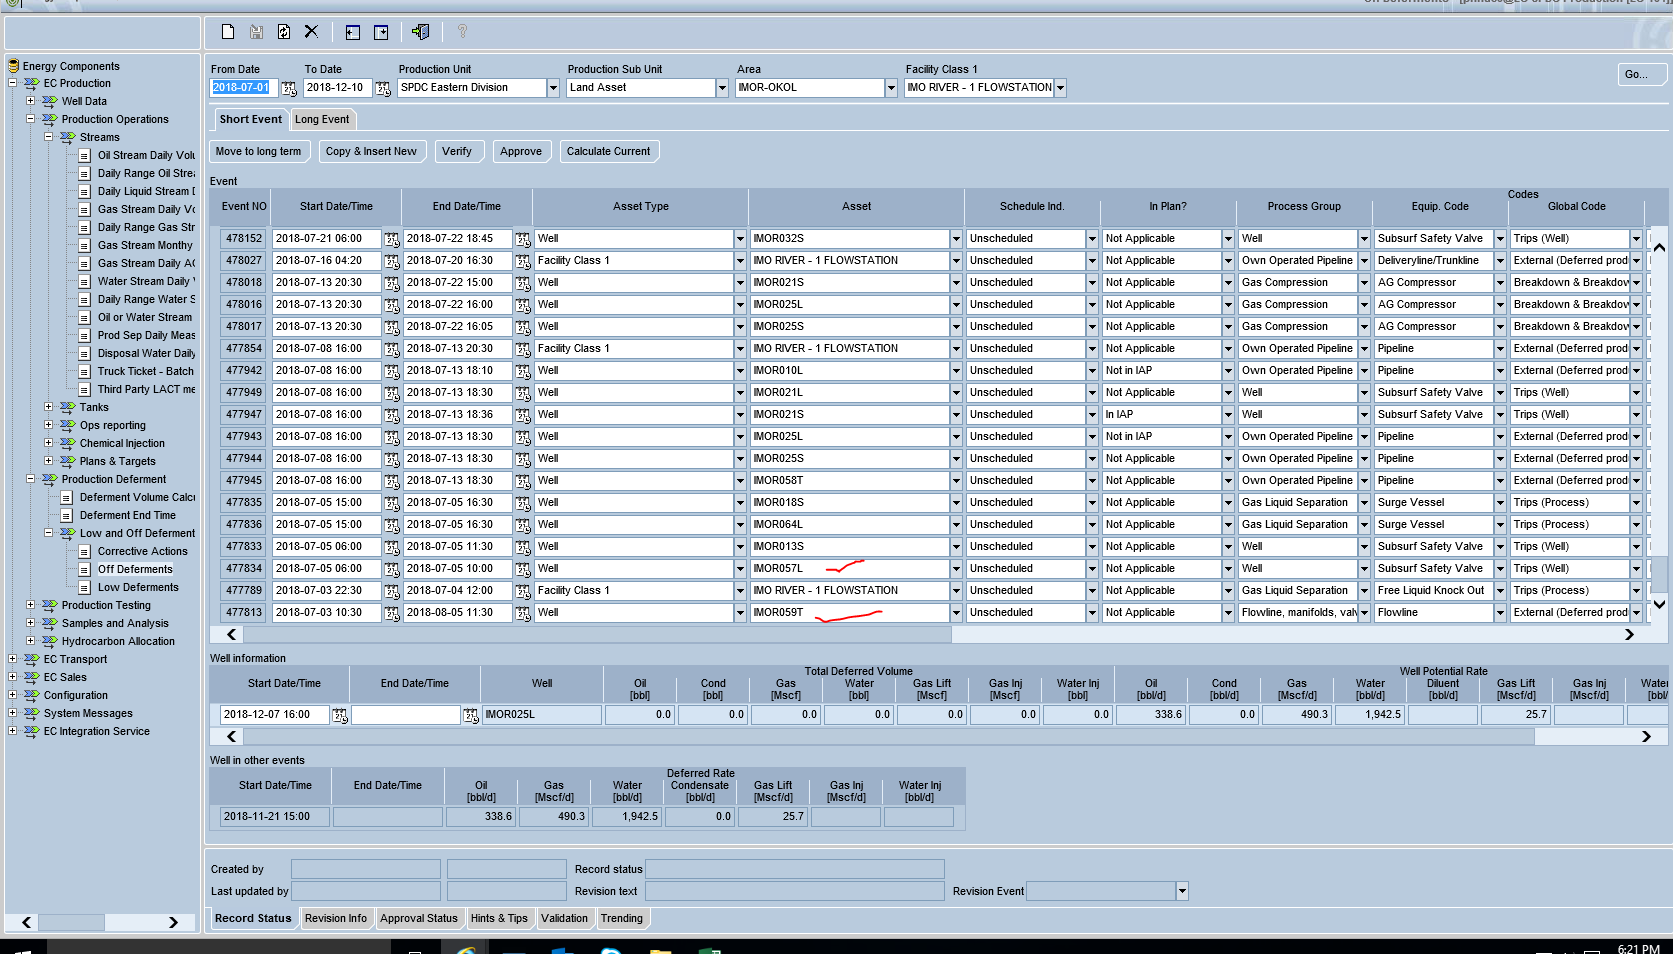 From Date To Date Production Unit Production Sub Unit Area Facility Class 1
2018-07-01 2018-12-10 SPDC Eastern Division Land Asset IMOR-OKOL IMO RIVER - 1 FLOWSTATION Go...
Short Event Long Event
Move to long term Copy & Insert New Verify Approve Calculate Current
Energy Components
EC Production
Well Data
Production Operations
Streams
Oil Stream Daily Volu
Daily Range Oil Strea
Daily Liquid Stream D
Gas Stream Daily Vo
Daily Range Gas Str
Gas Stream Monthy
Gas Stream Daily AG
Water Stream Daily
Daily Range Water S
Oil or Water Stream
Prod Sep Daily Meas
Disposal Water Daily
Truck Ticket - Batch
Third Party LACT me
Tanks
Ops reporting
Chemical Injection
Plans & Targets
Production Deferment
Deferment Volume Calcu
Deferment End Time
Low and Off Deferment
Corrective Actions
Off Deferments
Low Deferments
Production Testing
Samples and Analysis
Hydrocarbon Allocation
EC Transport
EC Sales
Configuration
System Messages
EC Integration Service
Event
Codes
Event NO Start Date/Time End Date/Time Asset Type Asset Schedule Ind. In Plan? Process Group Equip. Code Global Code
478152 2018-07-21 06:00 2018-07-22 18:45 Well IMOR032S Unscheduled Not Applicable Well Subsurf Safety Valve Trips (Well)
478027 2018-07-16 04:20 2018-07-20 16:30 Facility Class 1 IMO RIVER - 1 FLOWSTATION Unscheduled Not Applicable Own Operated Pipeline Deliveryline/Trunkline External (Deferred prod
478018 2018-07-13 20:30 2018-07-22 15:00 Well IMOR021S Unscheduled Not Applicable Gas Compression AG Compressor Breakdown & Breakdow
478016 2018-07-13 20:30 2018-07-22 16:00 Well IMOR025L Unscheduled Not Applicable Gas Compression AG Compressor Breakdown & Breakdow
478017 2018-07-13 20:30 2018-07-22 16:05 Well IMOR025S Unscheduled Not Applicable Gas Compression AG Compressor Breakdown & Breakdow
477854 2018-07-08 16:00 2018-07-13 20:30 Facility Class 1 IMO RIVER - 1 FLOWSTATION Unscheduled Not Applicable Own Operated Pipeline Pipeline External (Deferred prod
477942 2018-07-08 16:00 2018-07-13 18:10 Well IMOR010L Unscheduled Not in IAP Own Operated Pipeline Pipeline External (Deferred prod
477949 2018-07-08 16:00 2018-07-13 18:30 Well IMOR021L Unscheduled Not Applicable Well Subsurf Safety Valve Trips (Well)
477947 2018-07-08 16:00 2018-07-13 18:36 Well IMOR021S Unscheduled In IAP Well Subsurf Safety Valve Trips (Well)
477943 2018-07-08 16:00 2018-07-13 18:30 Well IMOR025L Unscheduled Not in IAP Own Operated Pipeline Pipeline External (Deferred prod
477944 2018-07-08 16:00 2018-07-13 18:30 Well IMOR025S Unscheduled Not Applicable Own Operated Pipeline Pipeline External (Deferred prod
477945 2018-07-08 16:00 2018-07-13 18:30 Well IMOR058T Unscheduled Not Applicable Own Operated Pipeline Pipeline External (Deferred prod
477835 2018-07-05 15:00 2018-07-05 16:30 Well IMOR018S Unscheduled Not Applicable Gas Liquid Separation Surge Vessel Trips (Process)
477836 2018-07-05 15:00 2018-07-05 16:30 Well IMOR064L Unscheduled Not Applicable Gas Liquid Separation Surge Vessel Trips (Process)
477833 2018-07-05 06:00 2018-07-05 11:30 Well IMOR013S Unscheduled Not Applicable Well Subsurf Safety Valve Trips (Well)
477834 2018-07-05 06:00 2018-07-05 10:00 Well IMOR057L Unscheduled Not Applicable Well Subsurf Safety Valve Trips (Well)
477789 2018-07-03 22:30 2018-07-04 12:00 Facility Class 1 IMO RIVER - 1 FLOWSTATION Unscheduled Not Applicable Gas Liquid Separation Free Liquid Knock Out Trips (Process)
477813 2018-07-03 10:30 2018-08-05 11:30 Well IMOR059T Unscheduled Not Applicable Flowline, manifolds, valv Flowline External (Deferred prod
Well information
Total Deferred Volume Well Potential Rate
Start Date/Time End Date/Time Well Oil Cond Gas Water Gas Lift Gas Inj Water Inj Oil Cond Gas Water Diluent Gas Lift Gas Inj Water
[bbl] [bbl] [Mscf] [bbl] [Mscf] [Mscf] [bbl] [bbl/d] [bbl/d] [Mscf/d] [bbl/d] [bbl/d] [Mscf/d] [Mscf/d] [bbl/
2018-12-07 16:00 IMOR025L 0.0 0.0 0.0 0.0 0.0 0.0 0.0 338.6 0.0 490.3 1,942.5 25.7
Well in other events
Deferred Rate
Start Date/Time End Date/Time Oil Gas Water Condensate Gas Lift Gas Inj Water Inj
[bbl/d] [Mscf/d] [bbl/d] [bbl/d] [Mscf/d] [Mscf/d] [bbl/d]
2018-11-21 15:00 338.6 490.3 1,942.5 0.0 25.7
Created by Record status
Last updated by Revision text Revision Event
Record Status Revision Info Approval Status Hints & Tips Validation Trending
6:21 PM